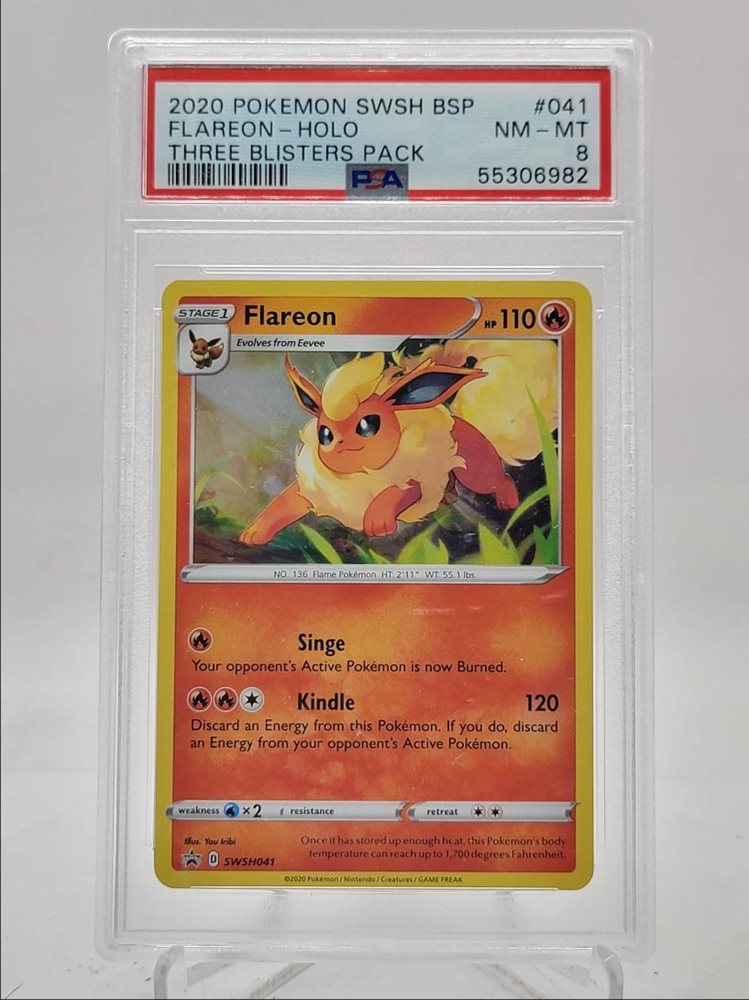 2020 POKEMON SWSH BSP #041
FLAREON - HOLO NM - MT
THREE BLISTERS PACK 8
PSA 55306982
STAGE 1 Flareon HP 110
Evolves from Eevee
NO. 136 Flame Pokémon HT: 2'11" WT: 55.1 lbs.
Singe
Your opponent's Active Pokémon is now Burned.
Kindle 120
Discard an Energy from this Pokémon. If you do, discard
an Energy from your opponent's Active Pokémon.
weakness ×2 resistance retreat
Illus. You Iribi
Once it has stored up enough heat, this Pokémon's body
temperature can reach up to 1,700 degrees Fahrenheit.
D SWSH041
©2020 Pokémon / Nintendo / Creatures / GAME FREAK